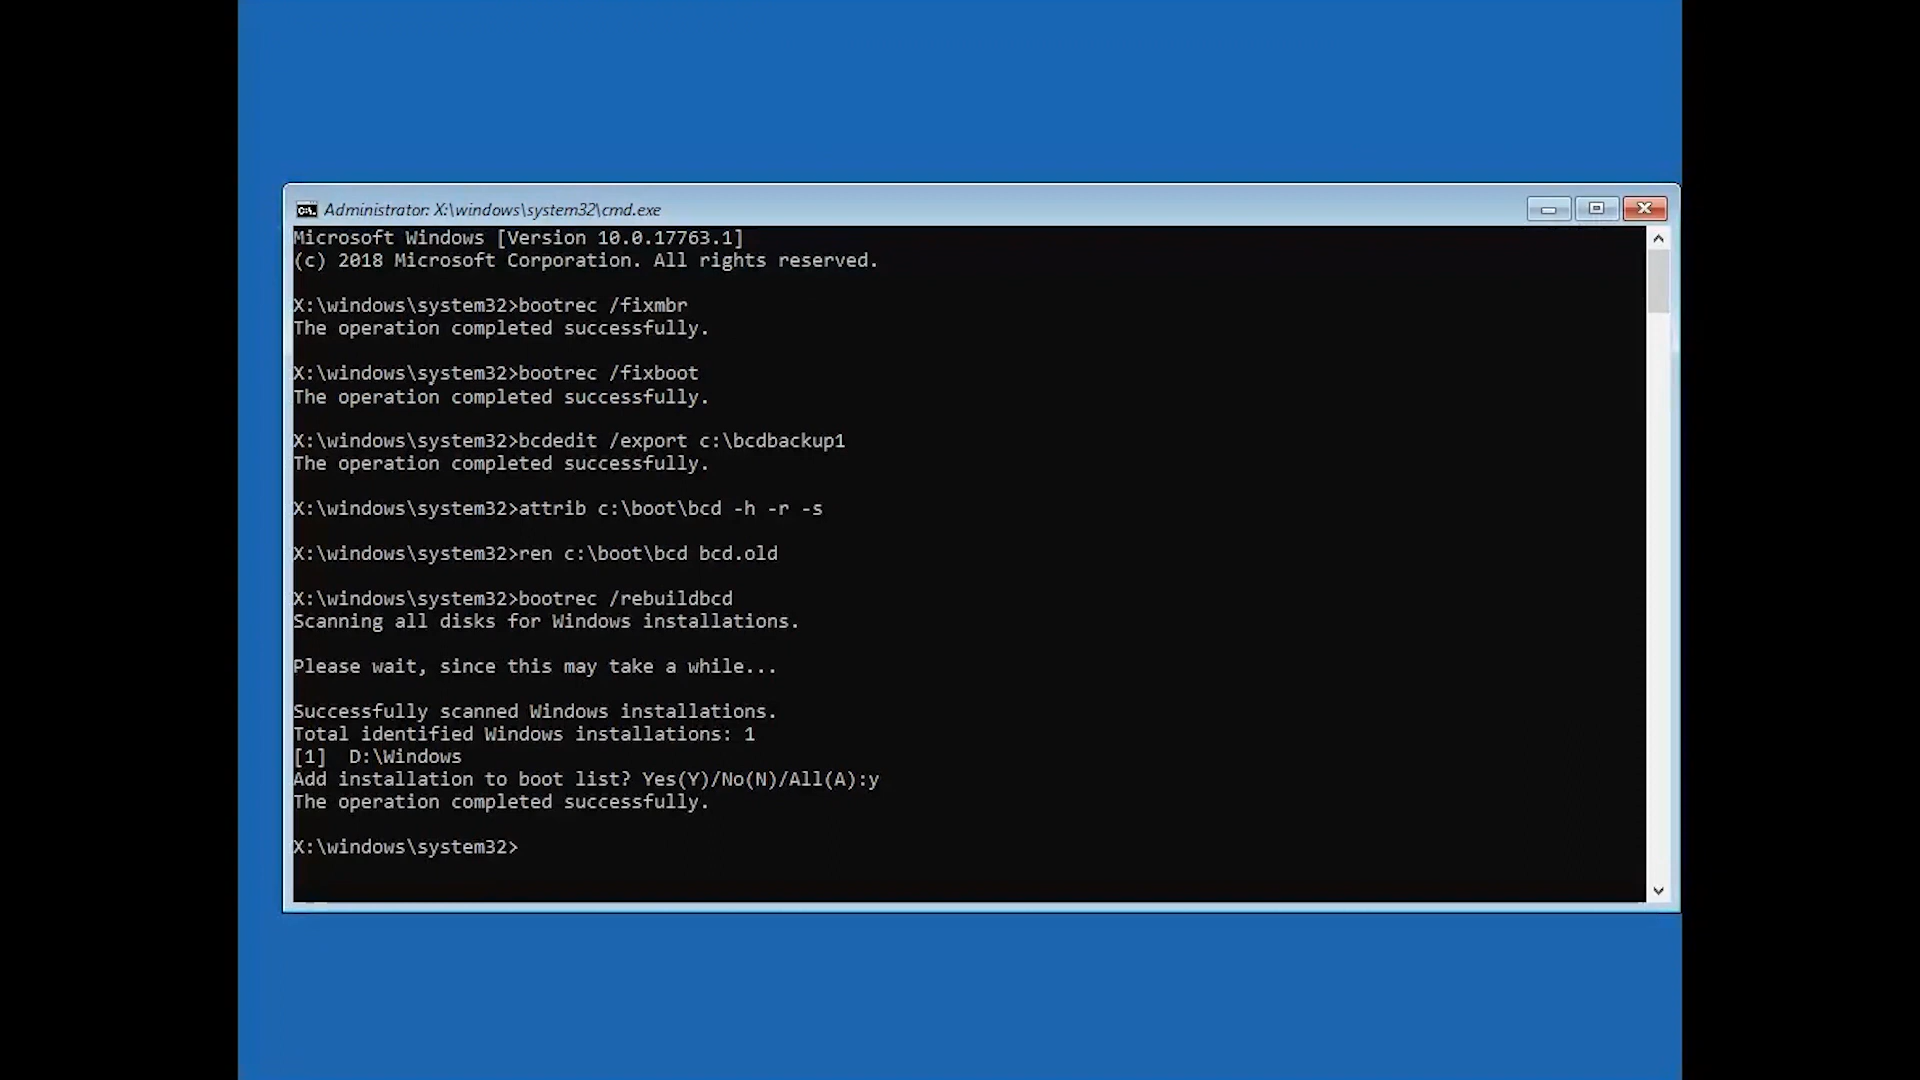 Administrator: X:\windows\system32\cmd.exe
Microsoft Windows [Version 10.0.17763.1]
(c) 2018 Microsoft Corporation. All rights reserved.
X:\windows\system32>bootrec /fixmbr
The operation completed successfully.
X:\windows\system32>bootrec /fixboot
The operation completed successfully.
X:\windows\system32>bcdedit /export c:\bcdbackup1
The operation completed successfully.
X:\windows\system32>attrib c:\boot\bcd -h -r -s
X:\windows\system32>ren c:\boot\bcd bcd.old
X:\windows\system32>bootrec /rebuildbcd
Scanning all disks for Windows installations.
Please wait, since this may take a while...
Successfully scanned Windows installations.
Total identified Windows installations: 1
[1]  D:\Windows
Add installation to boot list? Yes(Y)/No(N)/All(A):y
The operation completed successfully.
X:\windows\system32>